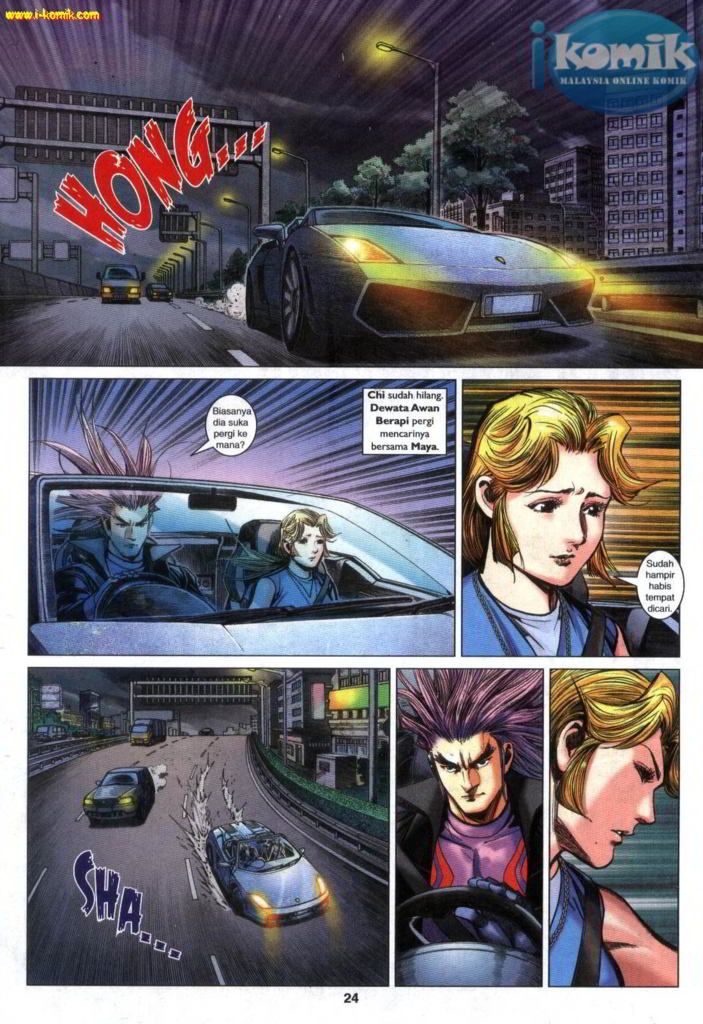 www.i-komik.com
i komik
MALAYSIA ONLINE KOMIK
HONG...
Biasanya
dia suka
pergi ke
mana?
Chi sudah hilang.
Dewata Awan
Berapi pergi
mencarinya
bersama Maya.
Sudah
hampir
habis
tempat
dicari.
SHA...
24